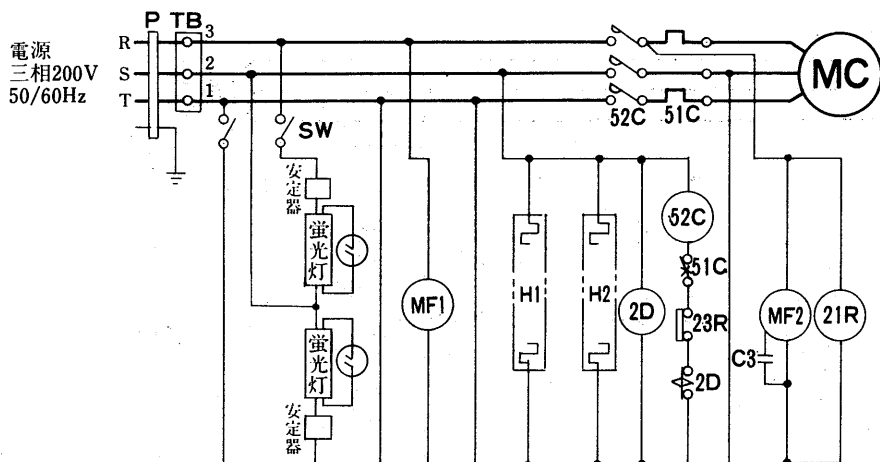 P TB
電源
三相200V
50/60Hz
R
S
T
3
2
1
SW
52C
51C
MC
安定器
蛍光灯
蛍光灯
安定器
MF1
H1
H2
2D
52C
51C
23R
2D
MF2
C3
21R